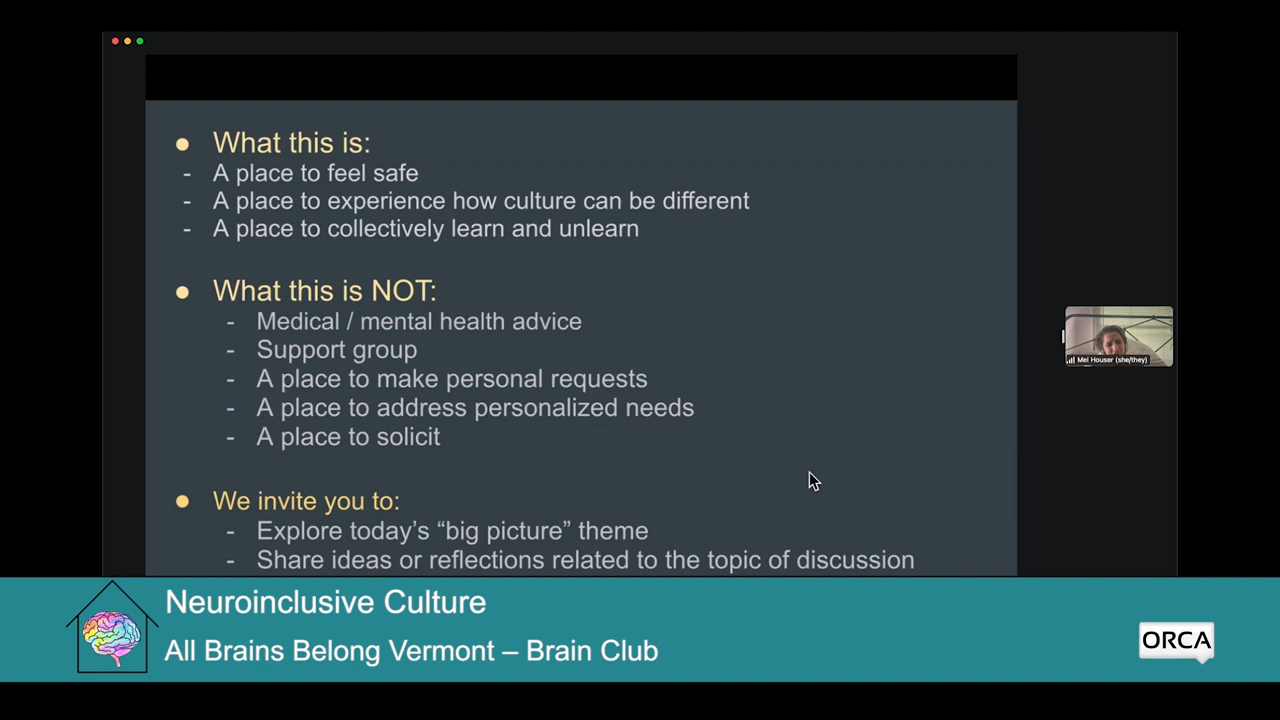 ● What this is:
- A place to feel safe
- A place to experience how culture can be different
- A place to collectively learn and unlearn
● What this is NOT:
- Medical / mental health advice
- Support group
- A place to make personal requests
- A place to address personalized needs
- A place to solicit
● We invite you to:
- Explore today’s “big picture” theme
- Share ideas or reflections related to the topic of discussion
Mel Houser (she/they)
Neuroinclusive Culture
All Brains Belong Vermont – Brain Club
ORCA